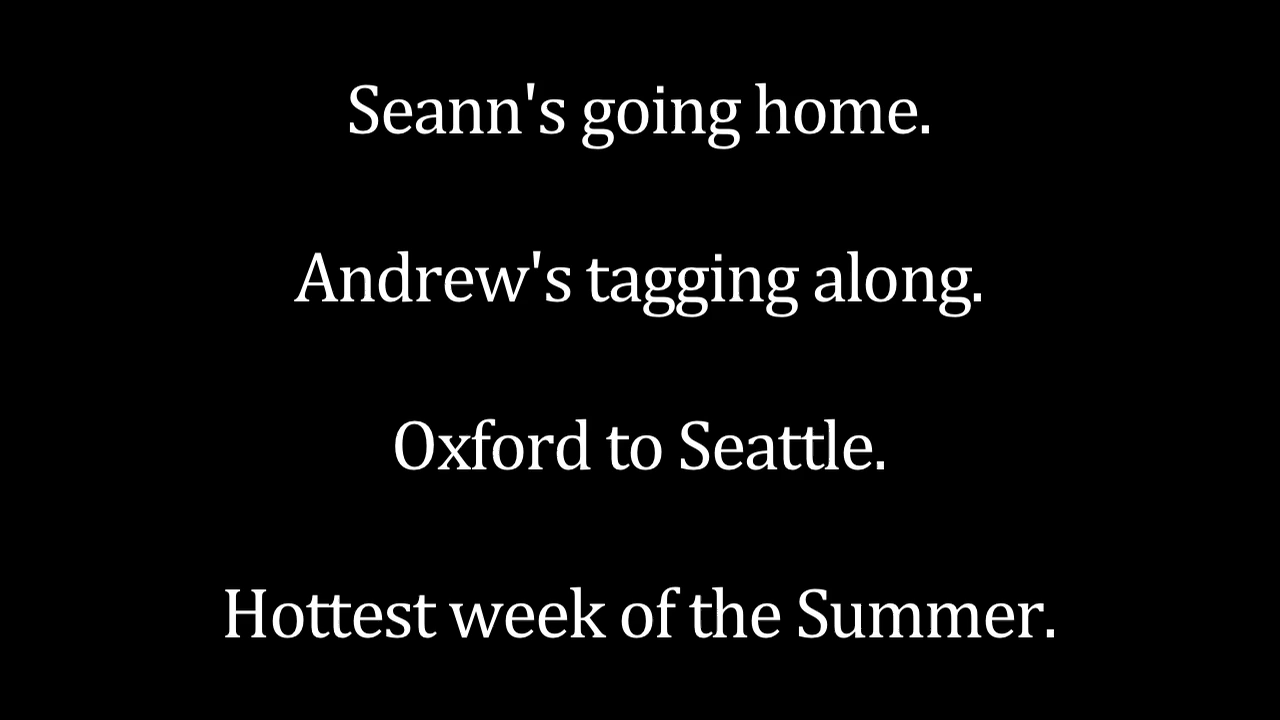 Seann's going home.
Andrew's tagging along.
Oxford to Seattle.
Hottest week of the Summer.